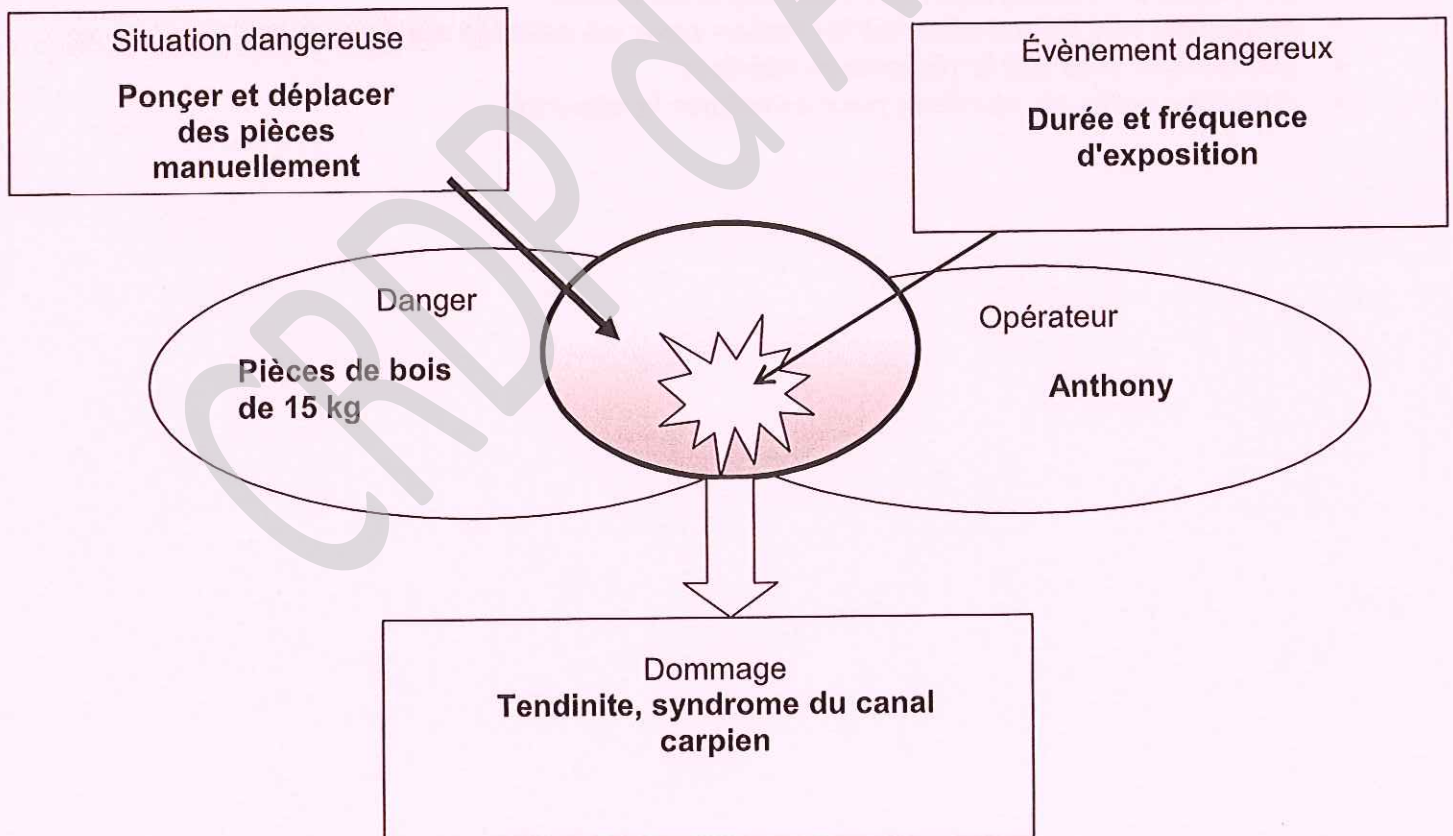 Situation dangereuse
Ponçer et déplacer
des pièces
manuellement
Évènement dangereux
Durée et fréquence
d'exposition
Danger
Pièces de bois
de 15 kg
Opérateur
Anthony
Dommage
Tendinite, syndrome du canal
carpien
CRDP d'A